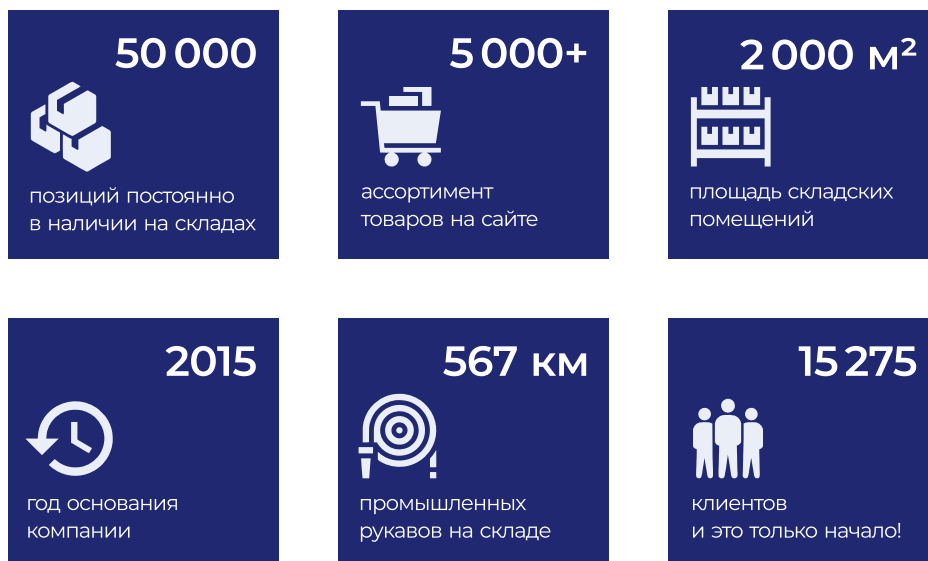 50 000
позиций постоянно
в наличии на складах
5 000+
ассортимент
товаров на сайте
2 000 м²
площадь складских
помещений
2015
год основания
компании
567 км
промышленных
рукавов на складе
15 275
клиентов
и это только начало!